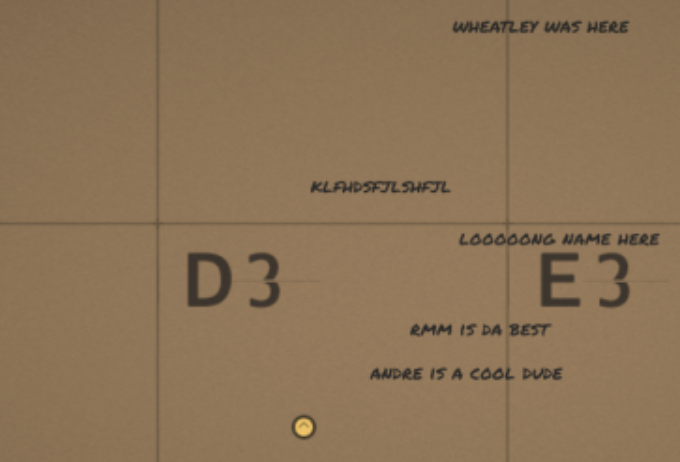 WHEATLEY WAS HERE
KLFHDSFJLSHFJL
LOOOOONG NAME HERE
D3
E3
RMM IS DA BEST
ANDRE IS A COOL DUDE